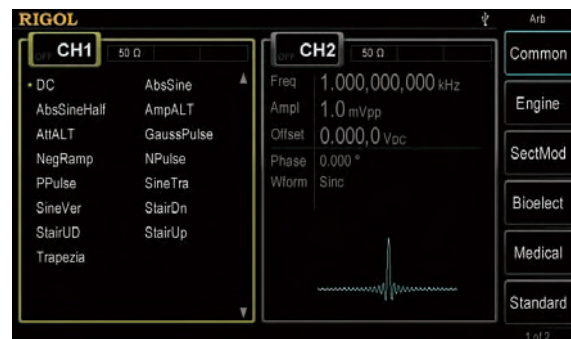 RIGOL
Arb
OFF CH1 50 Ω
DC AbsSine
AbsSineHalf AmpALT
AttALT GaussPulse
NegRamp NPulse
PPulse SineTra
SineVer StairDn
StairUD StairUp
Trapezia
OFF CH2 50 Ω
Freq 1.000,000,000 kHz
Ampl 1.0 mVpp
Offset 0.000,0 VDC
Phase 0.000 °
Wform Sinc
Common
Engine
SectMod
Bioelect
Medical
Standard
1 of 2